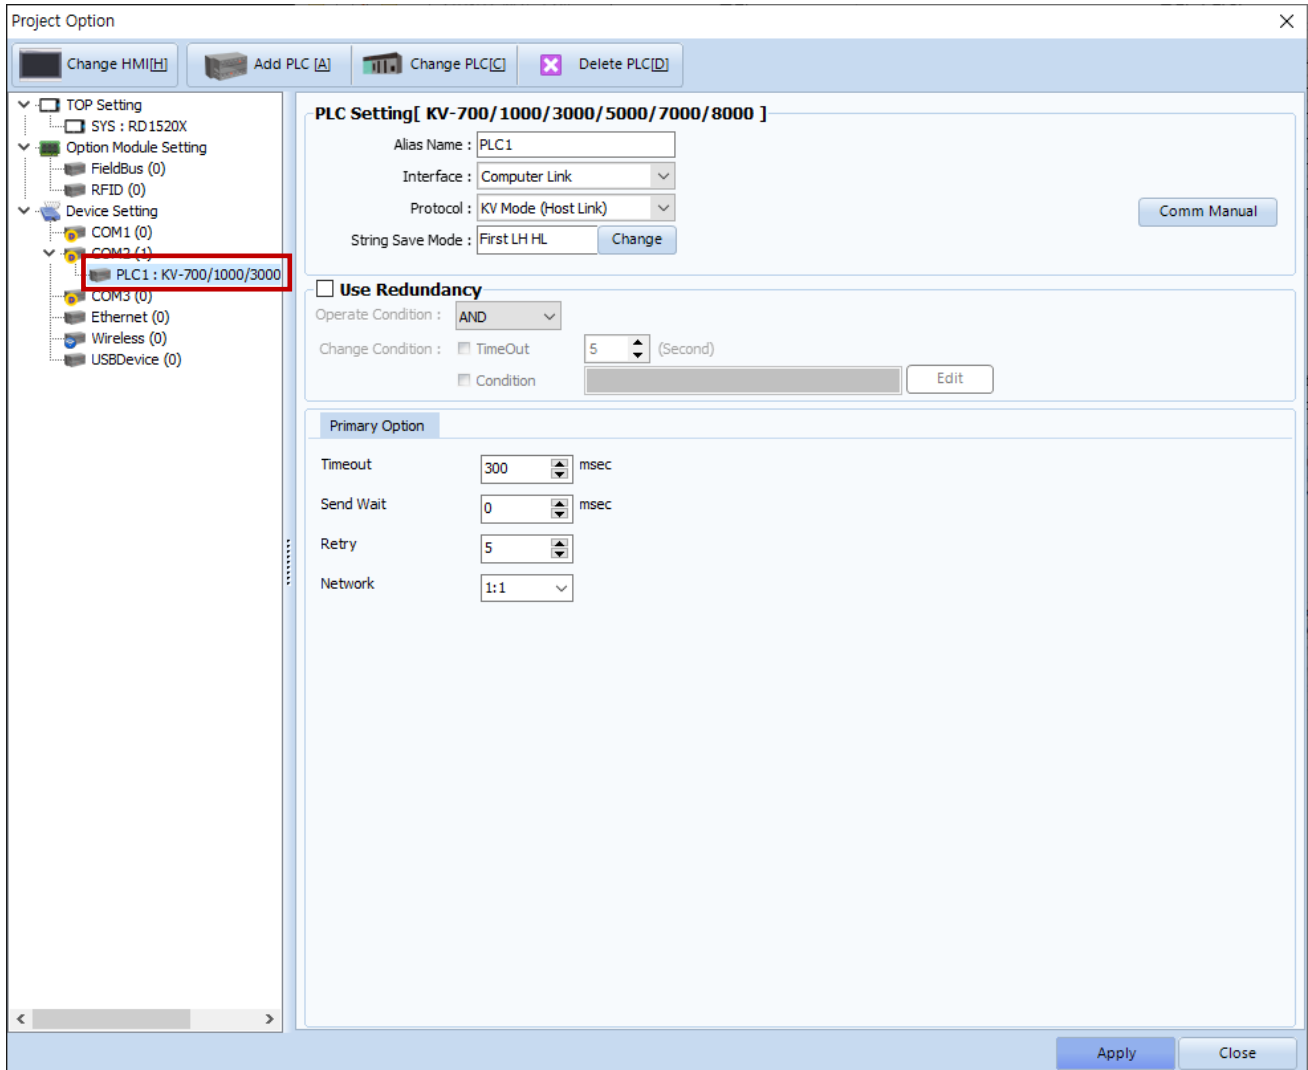 Project Option
Change HMI[H]
Add PLC [A]
Change PLC[C]
Delete PLC[D]
TOP Setting
SYS : RD1520X
Option Module Setting
FieldBus (0)
RFID (0)
Device Setting
COM1 (0)
COM2 (1)
PLC1 : KV-700/1000/3000
COM3 (0)
Ethernet (0)
Wireless (0)
USBDevice (0)
PLC Setting[ KV-700/1000/3000/5000/7000/8000 ]
Alias Name : PLC1
Interface : Computer Link
Protocol : KV Mode (Host Link)
Comm Manual
String Save Mode : First LH HL Change
Use Redundancy
Operate Condition : AND
Change Condition : TimeOut 5 (Second)
Condition Edit
Primary Option
Timeout 300 msec
Send Wait 0 msec
Retry 5
Network 1:1
Apply
Close